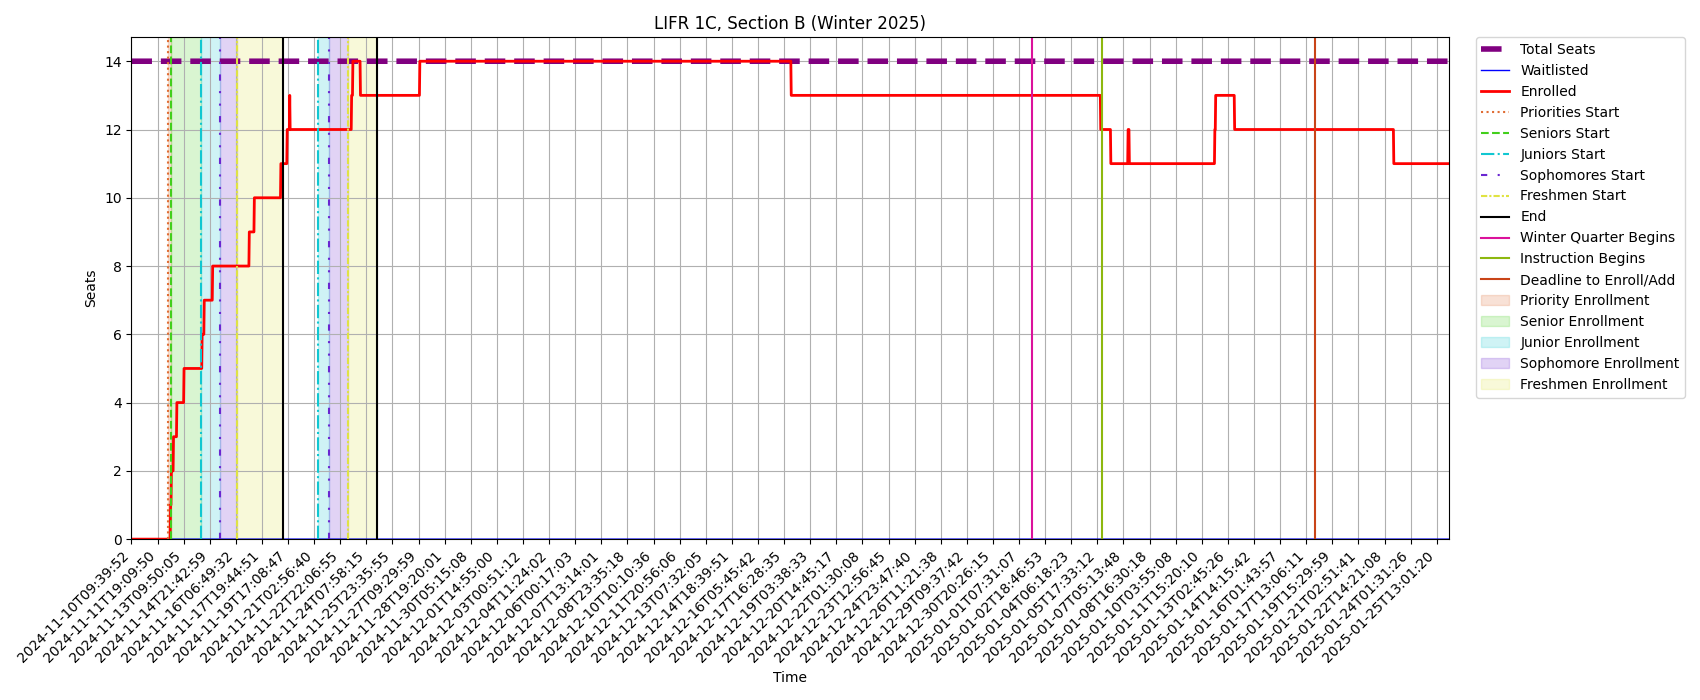 LIFR 1C, Section B (Winter 2025)
Seats
14
12
10
8
6
4
2
0
2024-11-10T09:39:52
2024-11-11T19:09:50
2024-11-13T09:50:05
2024-11-14T21:42:59
2024-11-16T06:49:32
2024-11-17T19:44:51
2024-11-19T17:08:47
2024-11-21T02:56:40
2024-11-22T22:06:55
2024-11-24T07:58:15
2024-11-25T23:35:55
2024-11-27T09:29:59
2024-11-28T19:20:01
2024-11-30T05:15:08
2024-12-01T14:55:00
2024-12-03T00:51:12
2024-12-04T11:24:02
2024-12-06T00:17:03
2024-12-07T13:14:01
2024-12-08T23:35:18
2024-12-10T10:10:36
2024-12-11T20:56:06
2024-12-13T07:32:05
2024-12-14T18:39:51
2024-12-16T05:45:42
2024-12-17T16:28:35
2024-12-19T03:38:33
2024-12-20T14:45:17
2024-12-22T01:30:08
2024-12-23T12:56:45
2024-12-24T23:47:40
2024-12-26T11:21:38
2024-12-29T09:37:42
2024-12-30T20:26:15
2025-01-01T07:31:07
2025-01-02T18:46:53
2025-01-04T06:18:23
2025-01-05T17:33:12
2025-01-07T05:13:48
2025-01-08T16:30:18
2025-01-10T03:55:08
2025-01-11T15:20:10
2025-01-13T02:45:26
2025-01-14T14:15:42
2025-01-16T01:43:57
2025-01-17T13:06:11
2025-01-19T15:29:59
2025-01-21T02:51:41
2025-01-22T14:21:08
2025-01-24T01:31:26
2025-01-25T13:01:20
Time
Total Seats
Waitlisted
Enrolled
Priorities Start
Seniors Start
Juniors Start
Sophomores Start
Freshmen Start
End
Winter Quarter Begins
Instruction Begins
Deadline to Enroll/Add
Priority Enrollment
Senior Enrollment
Junior Enrollment
Sophomore Enrollment
Freshmen Enrollment